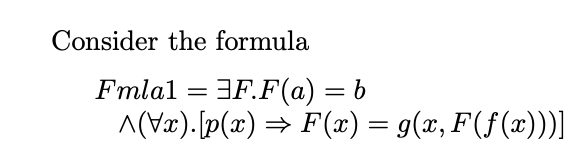 Consider the formula
Fmla1 = ∃F.F(a) = b
∧(∀x).[p(x) ⇒ F(x) = g(x, F(f(x)))]